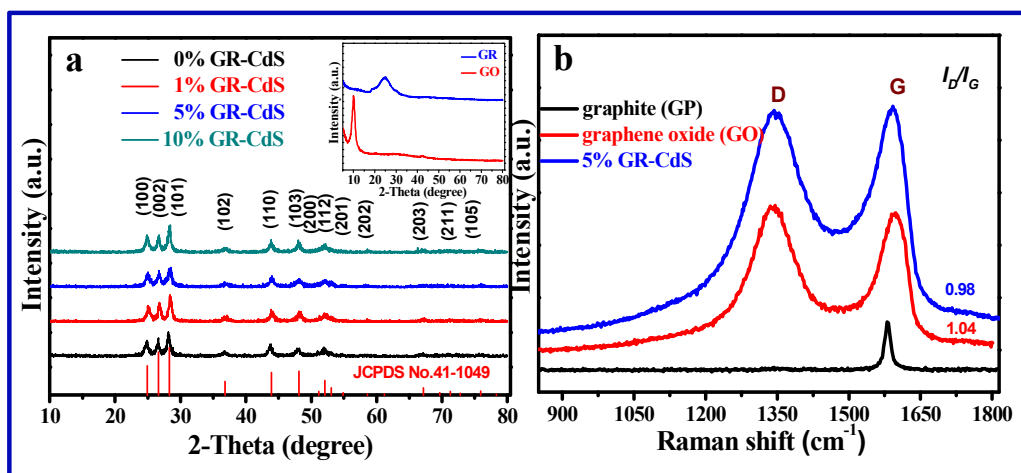 a
0% GR-CdS
1% GR-CdS
5% GR-CdS
10% GR-CdS
GR
GO
Intensity (a.u.)
5 10 20 30 40 50 60 70 80
2-Theta (degree)
(100)
(002)
(101)
(102)
(110)
(103)
(200)
(112)
(201)
(202)
(203)
(211)
(105)
Intensity (a.u.)
JCPDS No.41-1049
10 20 30 40 50 60 70 80
2-Theta (degree)
b
D
G
I_D/I_G
graphite (GP)
graphene oxide (GO)
5% GR-CdS
0.98
1.04
Intensity (a.u.)
900 1050 1200 1350 1500 1650 1800
Raman shift (cm⁻¹)